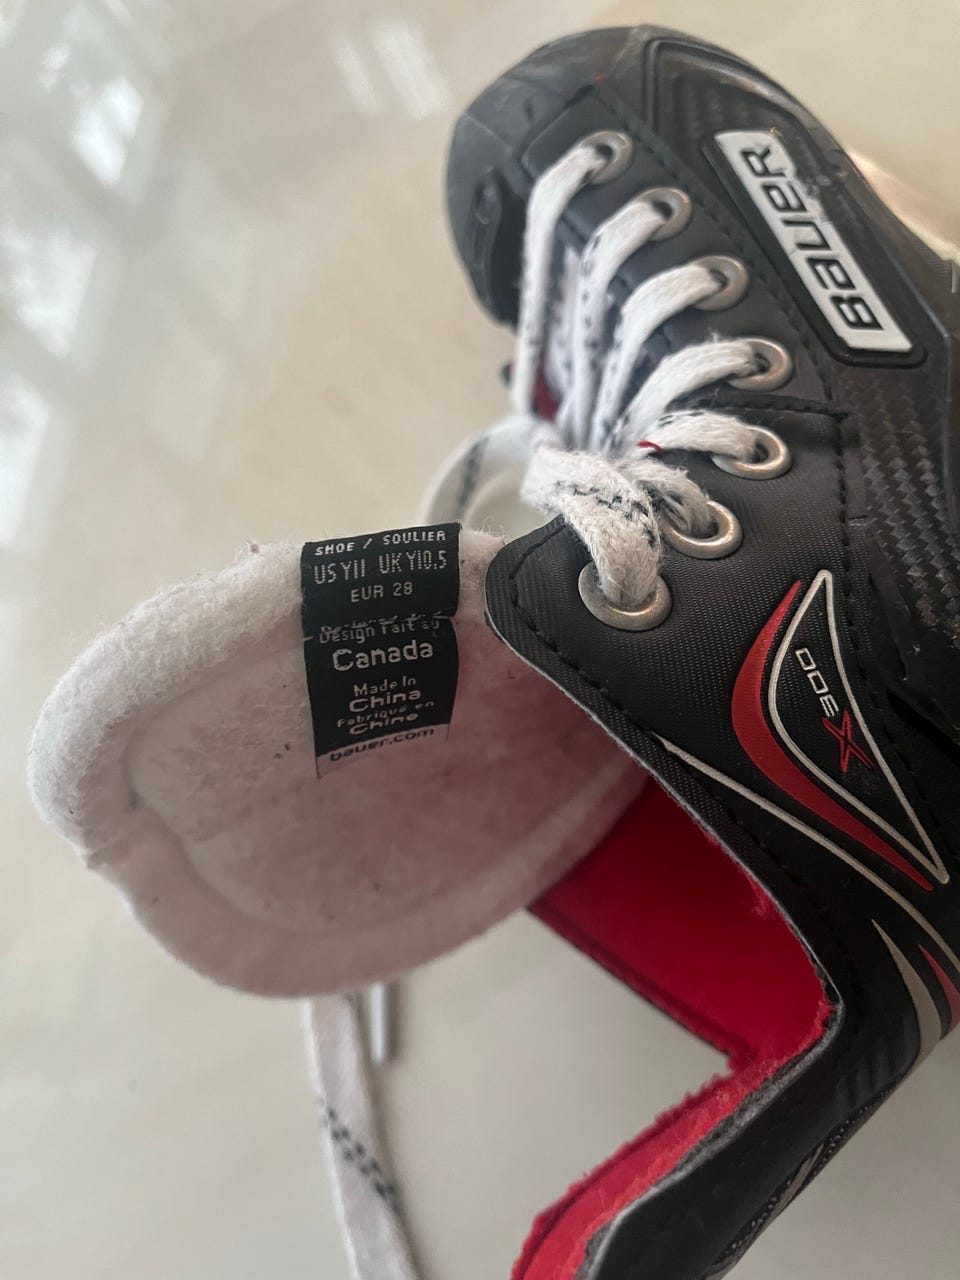 BAUER
SHOE / SOULIER
US Y11 UK Y10.5
EUR 28
Design Fait au
Canada
Made In
China
Fabriqué en
Chine
bauer.com
X300